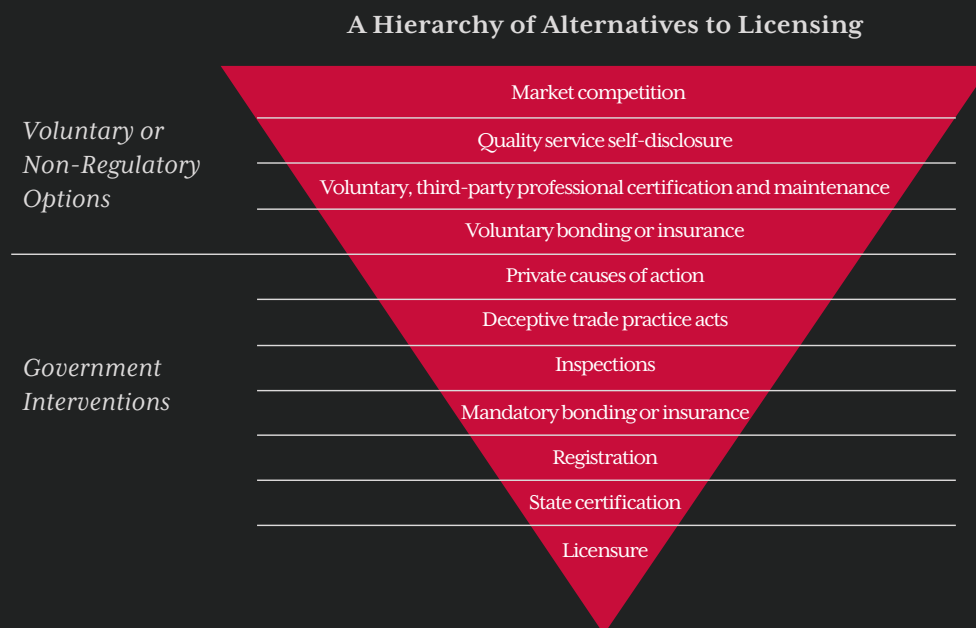 A Hierarchy of Alternatives to Licensing
Voluntary or
Non-Regulatory
Options
Market competition
Quality service self-disclosure
Voluntary, third-party professional certification and maintenance
Voluntary bonding or insurance
Government
Interventions
Private causes of action
Deceptive trade practice acts
Inspections
Mandatory bonding or insurance
Registration
State certification
Licensure